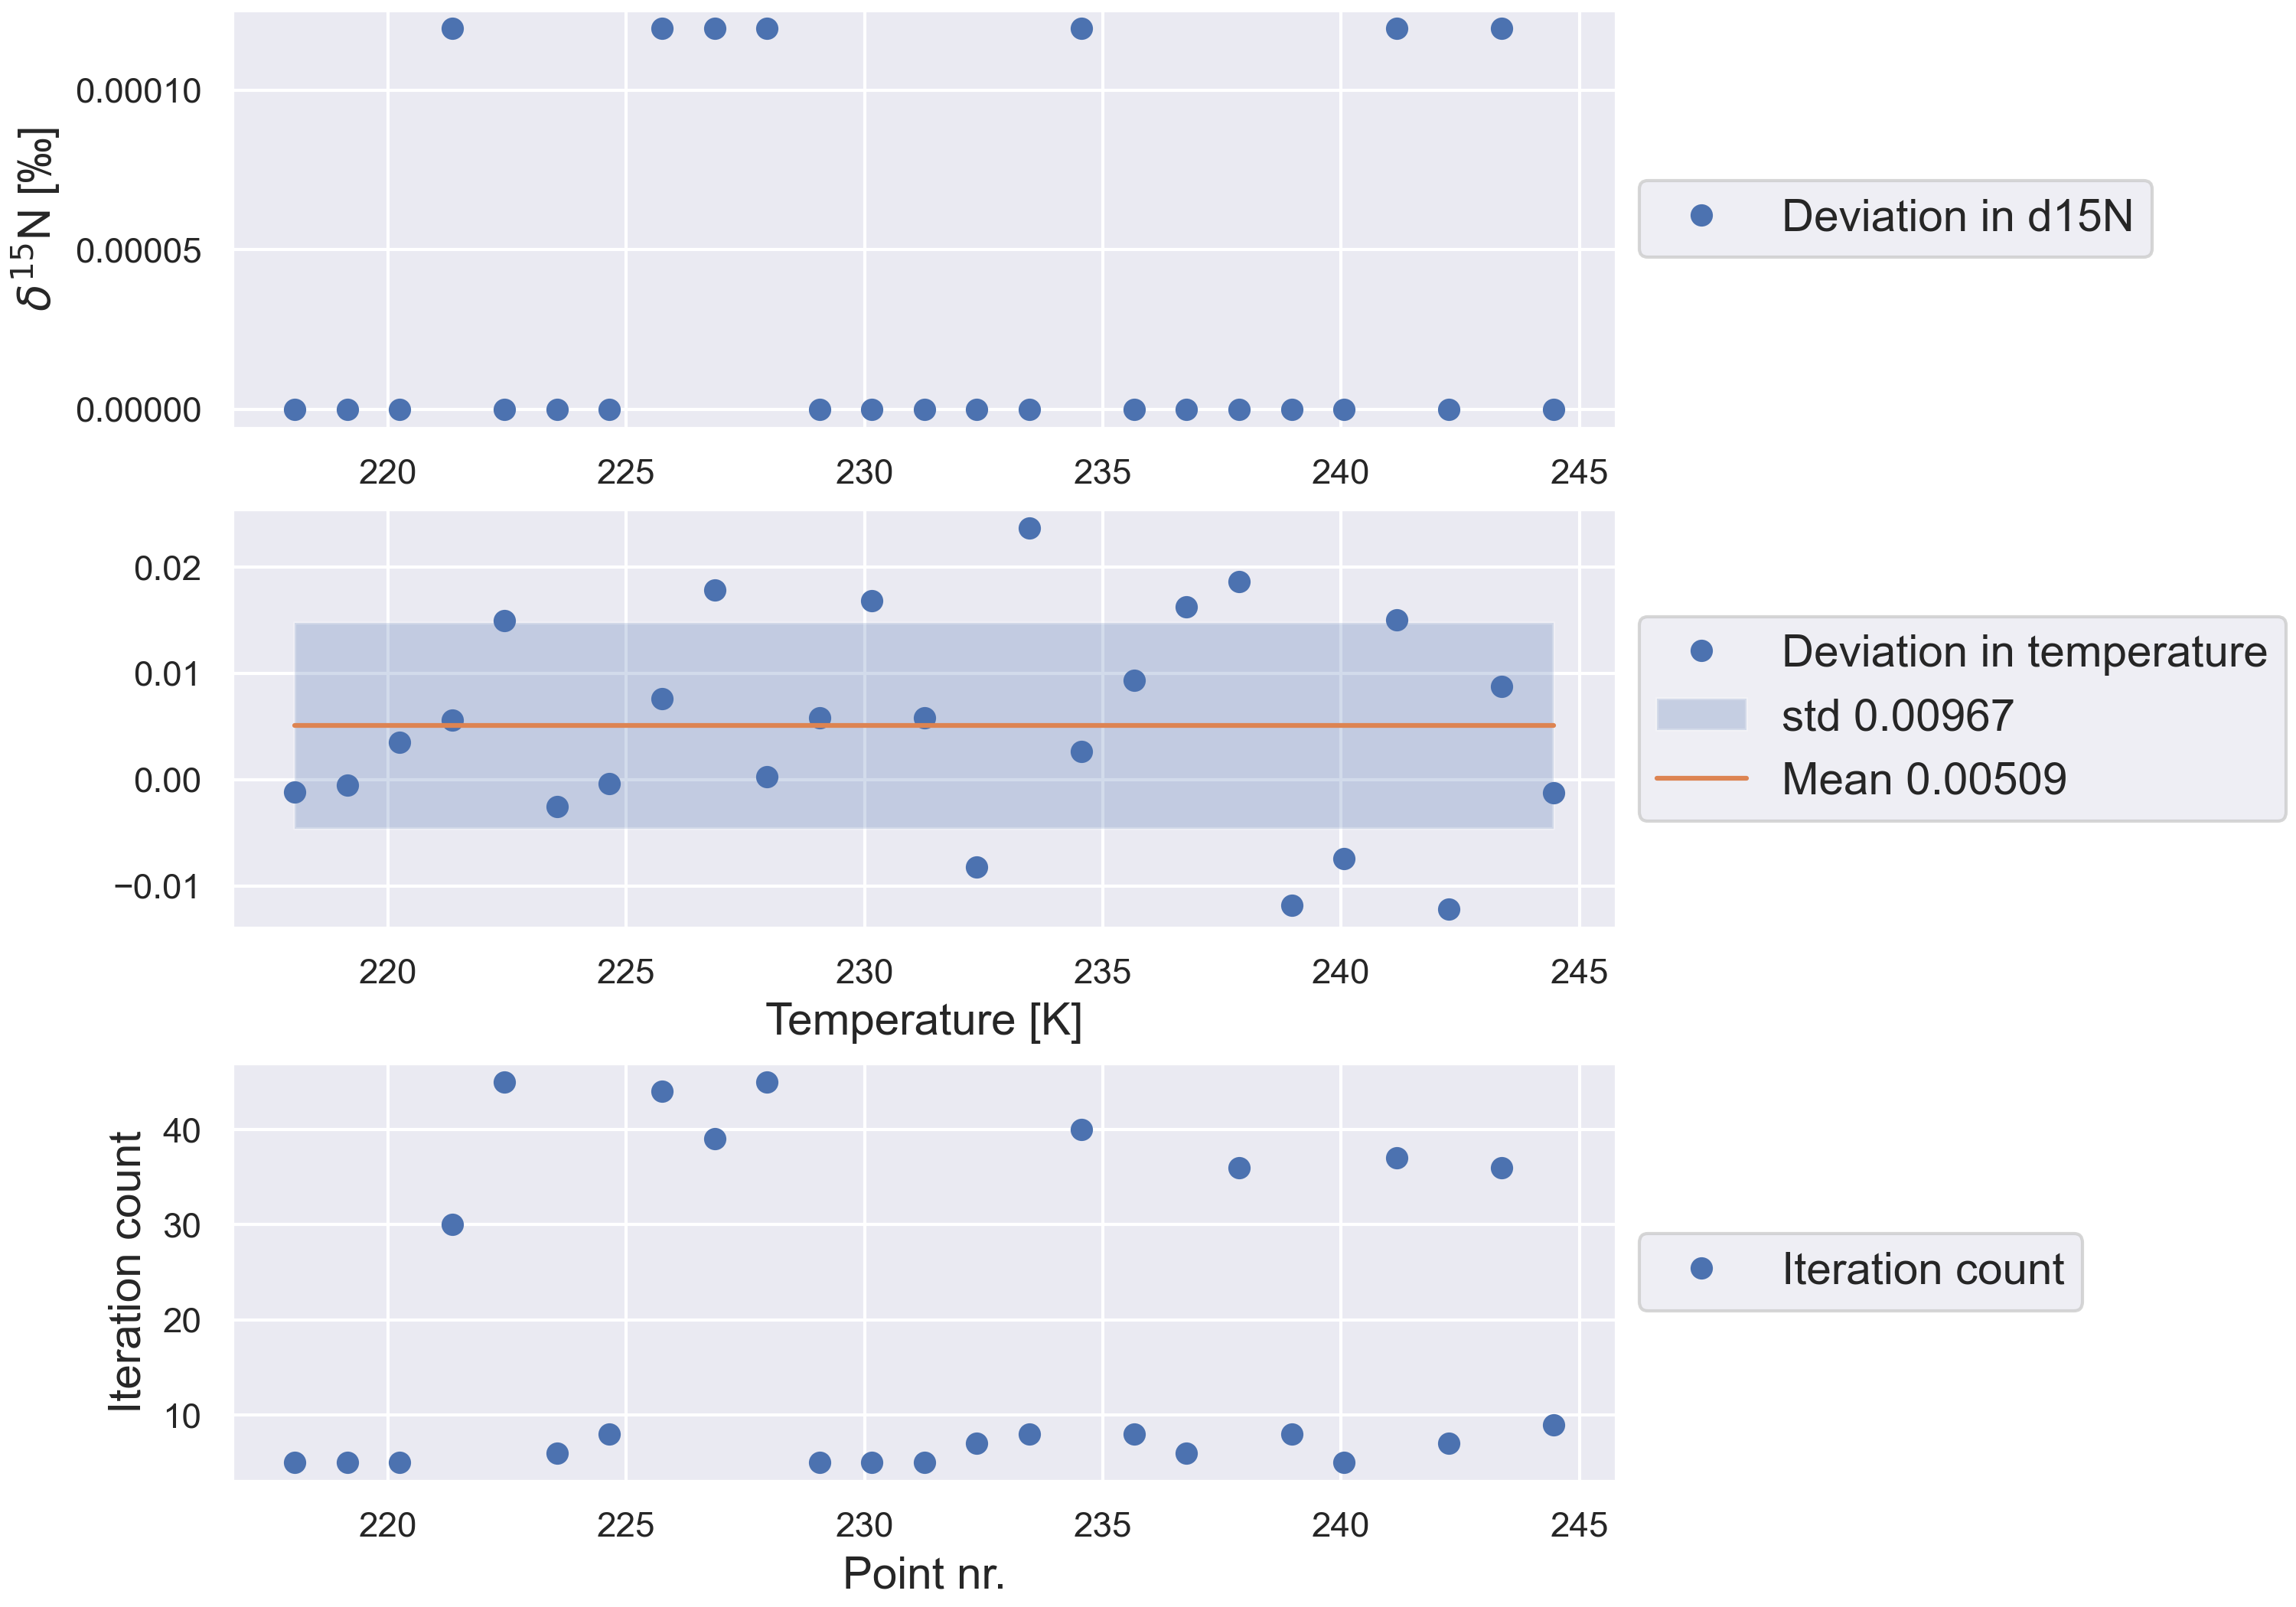 0.00010
0.00005
0.00000
δ¹⁵N [‰]
220 225 230 235 240 245
Deviation in d15N
0.02
0.01
0.00
−0.01
220 225 230 235 240 245
Temperature [K]
Deviation in temperature
std 0.00967
Mean 0.00509
40
30
20
10
Iteration count
220 225 230 235 240 245
Point nr.
Iteration count